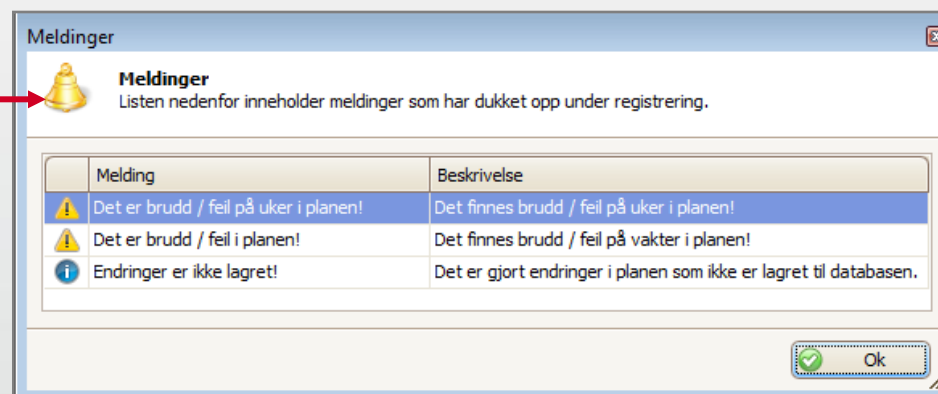 Meldinger
Meldinger
Listen nedenfor inneholder meldinger som har dukket opp under registrering.
Melding Beskrivelse
Det er brudd / feil på uker i planen! Det finnes brudd / feil på uker i planen!
Det er brudd / feil i planen! Det finnes brudd / feil på vakter i planen!
Endringer er ikke lagret! Det er gjort endringer i planen som ikke er lagret til databasen.
Ok